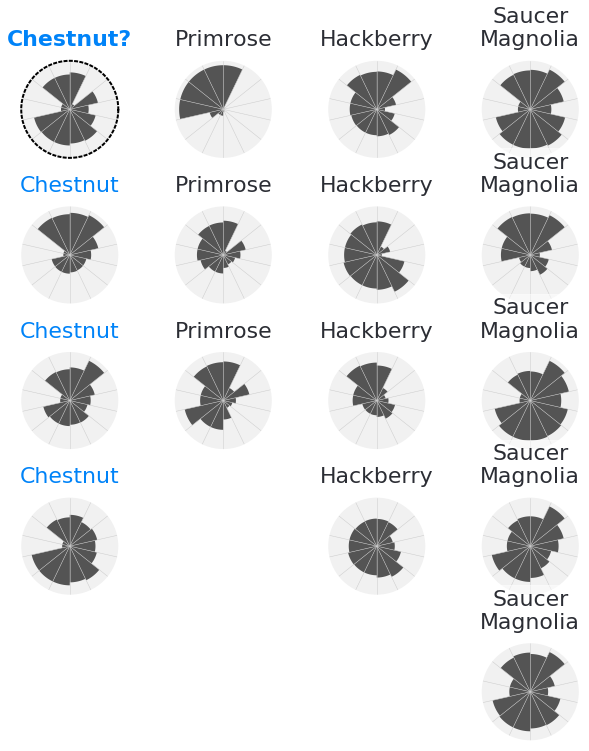 Chestnut?
Primrose
Hackberry
Saucer
Magnolia
Chestnut
Primrose
Hackberry
Saucer
Magnolia
Chestnut
Primrose
Hackberry
Saucer
Magnolia
Chestnut
Hackberry
Saucer
Magnolia
Saucer
Magnolia